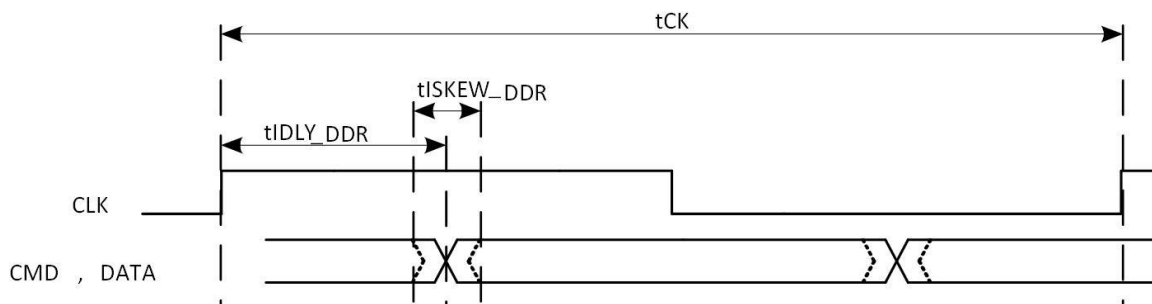 tCK
tISKEW_DDR
tIDLY_DDR
CLK
CMD , DATA